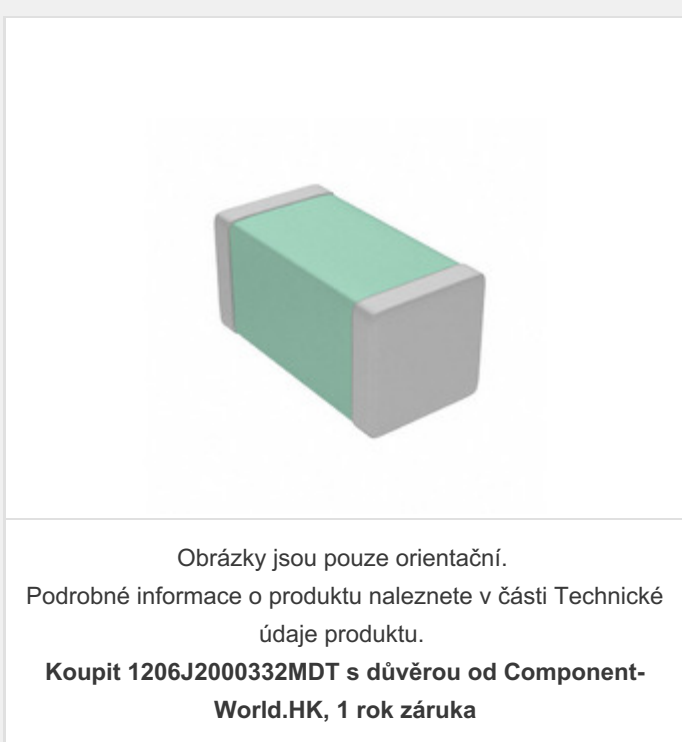 Obrázky jsou pouze orientační.
Podrobné informace o produktu naleznete v části Technické
údaje produktu.
Koupit 1206J2000332MDT s důvěrou od Component-
World.HK, 1 rok záruka